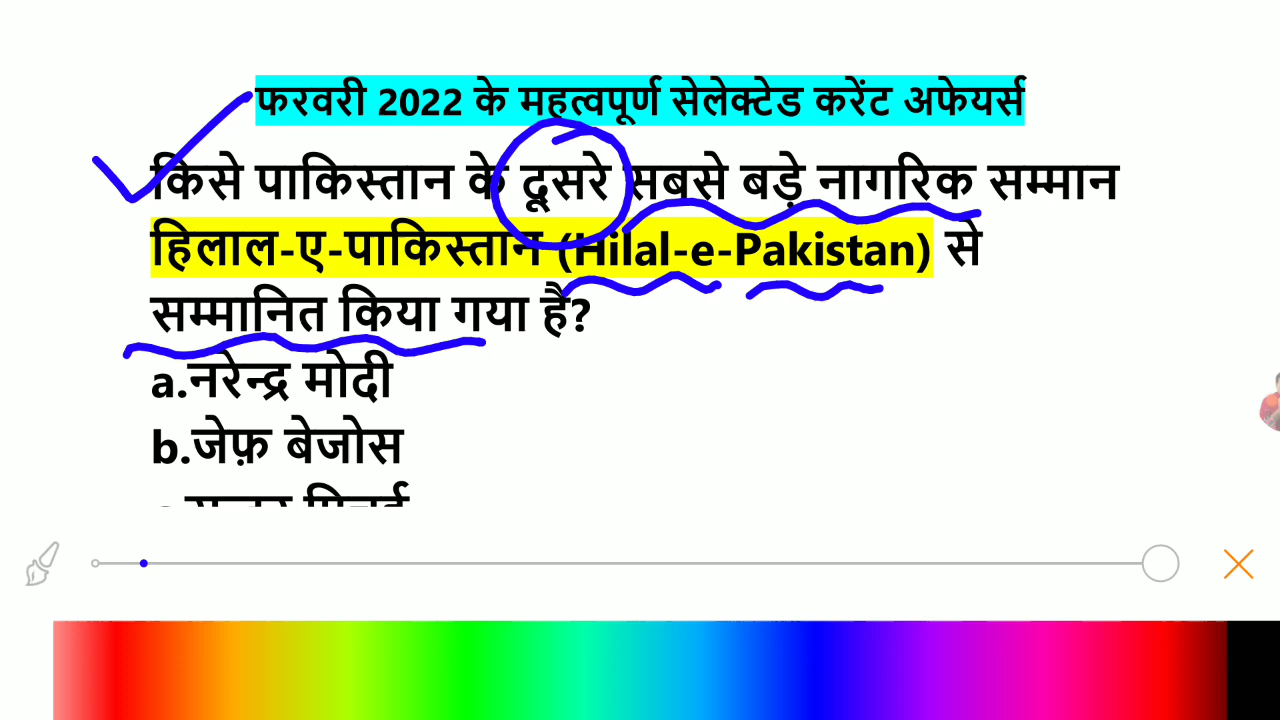 फरवरी 2022 के महत्वपूर्ण सेलेक्टेड करेंट अफेयर्स
किसे पाकिस्तान के दूसरे सबसे बड़े नागरिक सम्मान
हिलाल-ए-पाकिस्तान (Hilal-e-Pakistan) से
सम्मानित किया गया है?
a.नरेन्द्र मोदी
b.जेफ़ बेजोस